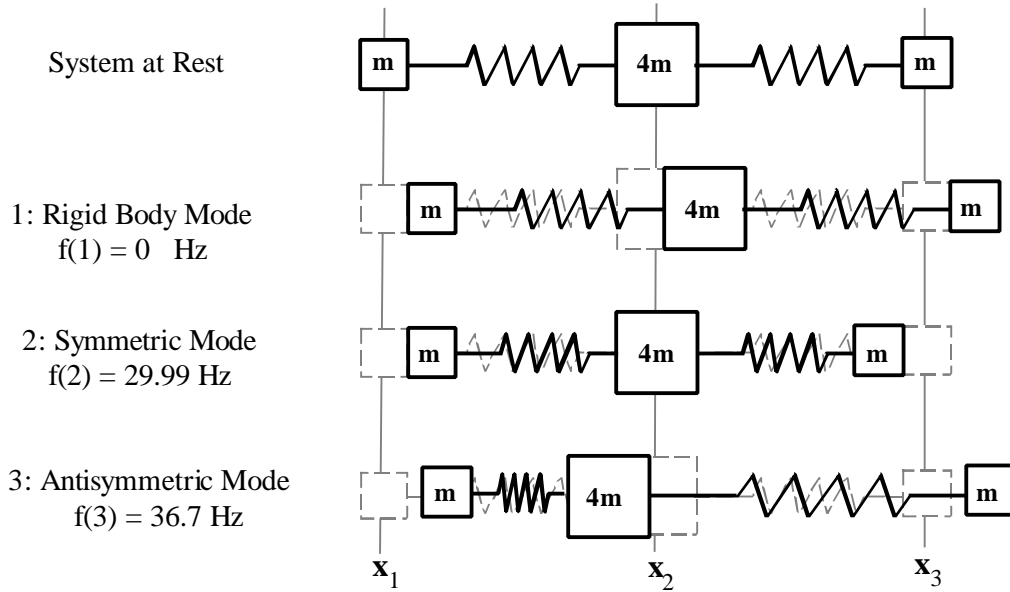 System at Rest
m 4m m
1: Rigid Body Mode
f(1) = 0 Hz
m 4m m
2: Symmetric Mode
f(2) = 29.99 Hz
m 4m m
3: Antisymmetric Mode
f(3) = 36.7 Hz
m 4m m
x1 x2 x3